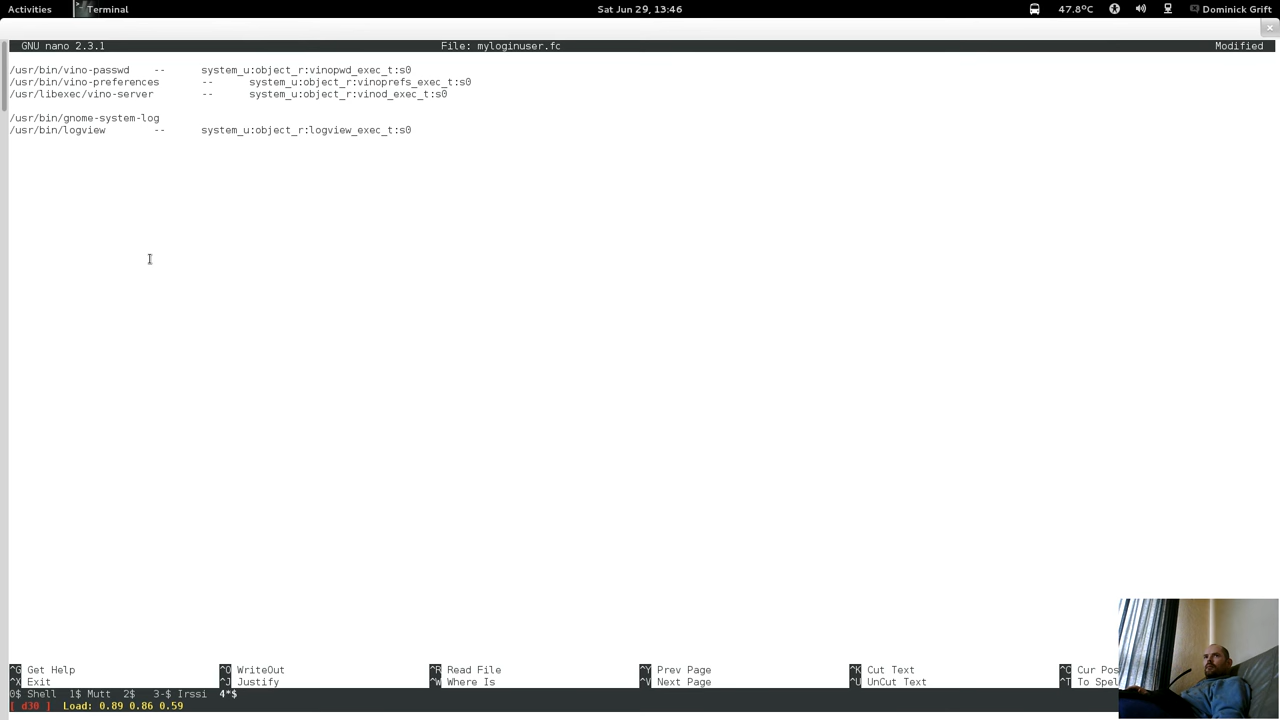 Activities Terminal Sat Jun 29, 13:46 47.8°C Dominick Grift
GNU nano 2.3.1 File: myloginuser.fc Modified
/usr/bin/vino-passwd -- system_u:object_r:vinopwd_exec_t:s0
/usr/bin/vino-preferences -- system_u:object_r:vinoprefs_exec_t:s0
/usr/libexec/vino-server -- system_u:object_r:vinod_exec_t:s0
/usr/bin/gnome-system-log
/usr/bin/logview -- system_u:object_r:logview_exec_t:s0
^G Get Help ^O WriteOut ^R Read File ^Y Prev Page ^K Cut Text ^C Cur Pos
^X Exit ^J Justify ^W Where Is ^V Next Page ^U UnCut Text ^T To Spel
0$ Shell 1$ Mutt 2$ 3-$ Irssi 4*$
[ d30 ] Load: 0.89 0.86 0.59